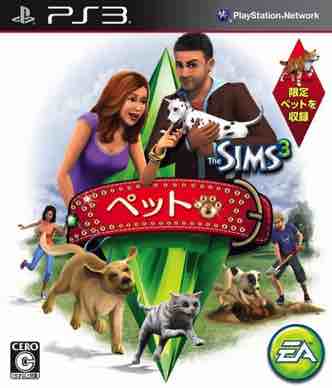 PS3
PlayStation®Network
限定
ペットを
収録
The SIMS 3
ペット
CERO
C
EA